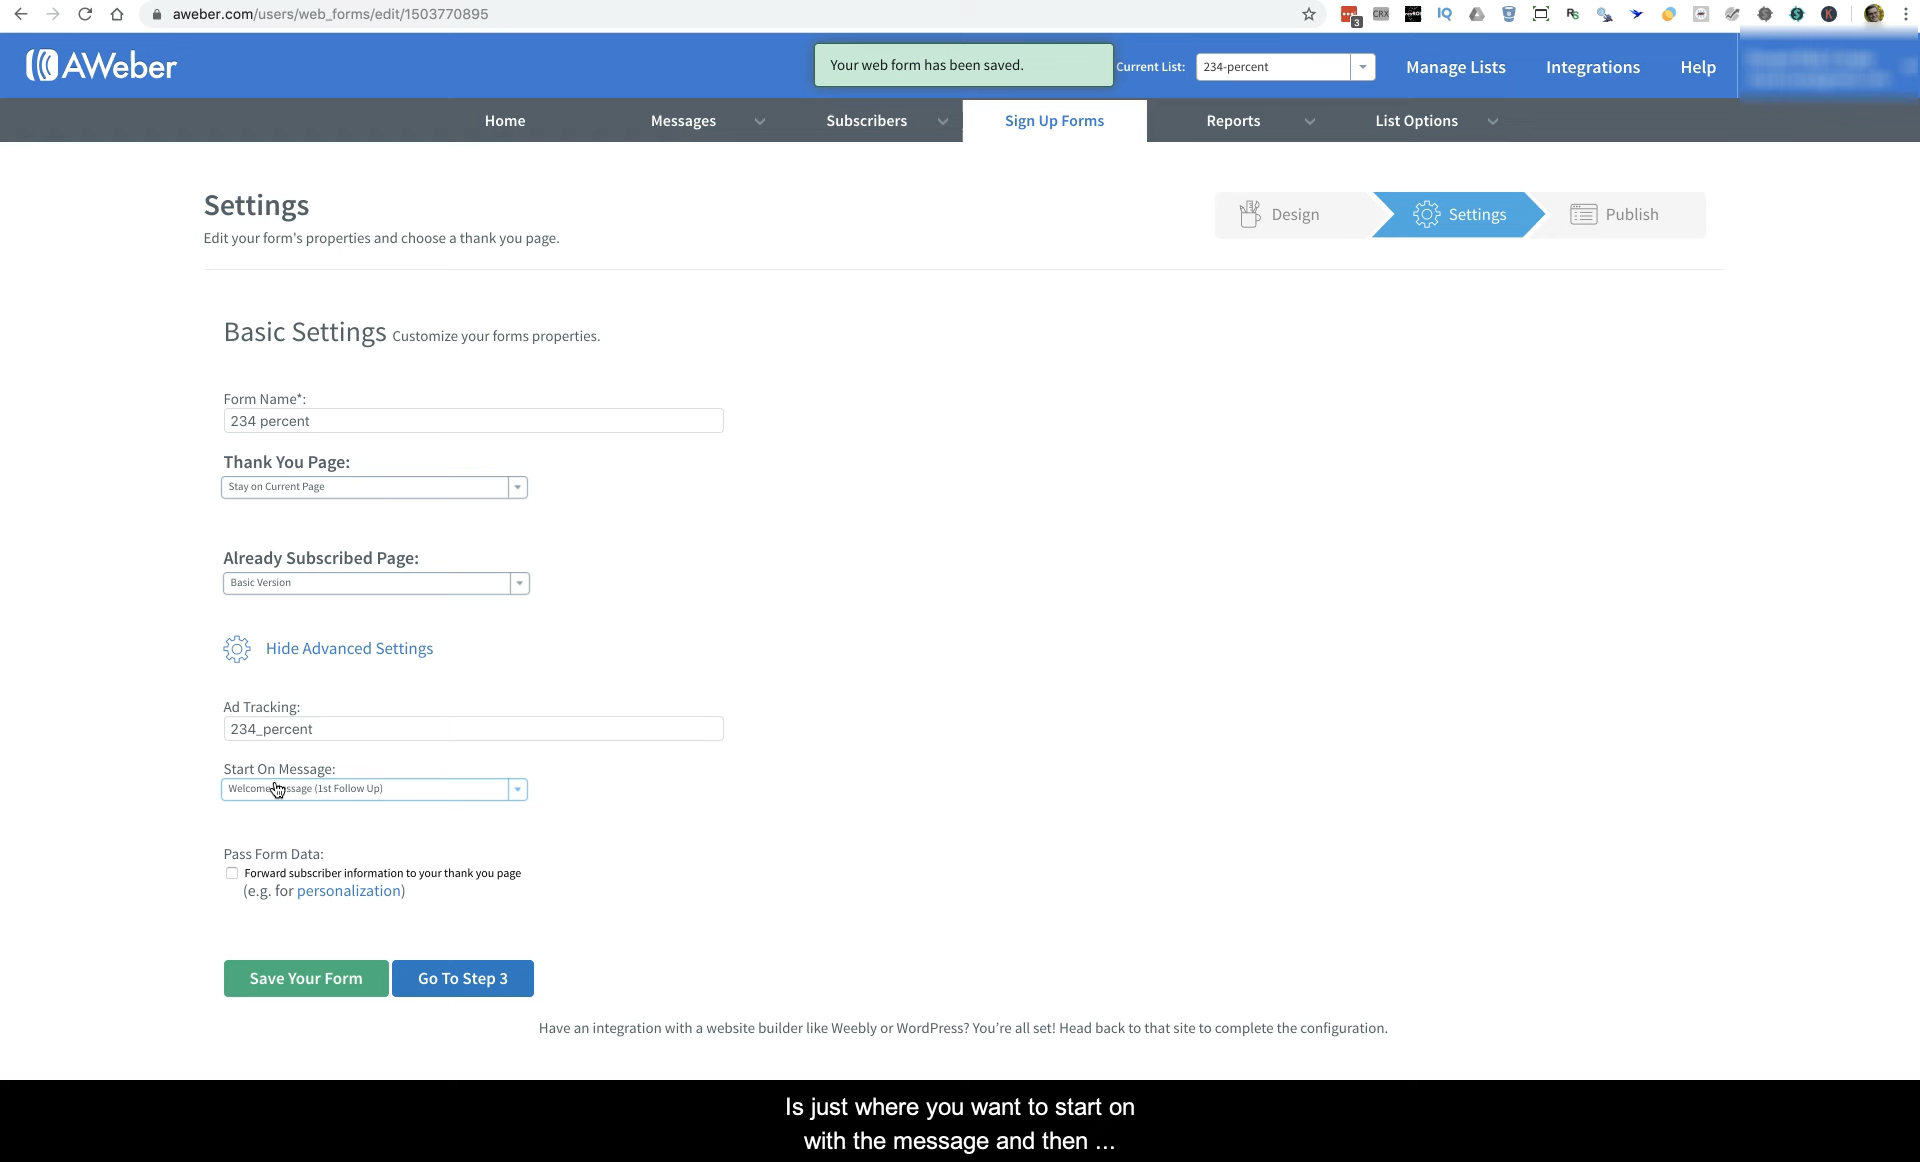 aweber.com/users/web_forms/edit/1503770895
3
CRX
IQ
AWeber
Your web form has been saved.
Current List:
234-percent
Manage Lists
Integrations
Help
Home
Messages
Subscribers
Sign Up Forms
Reports
List Options
Settings
Edit your form's properties and choose a thank you page.
Design
Settings
Publish
Basic Settings Customize your forms properties.
Form Name*:
234 percent
Thank You Page:
Stay on Current Page
Already Subscribed Page:
Basic Version
Hide Advanced Settings
Ad Tracking:
234_percent
Start On Message:
Welcome (1st Follow Up)
Pass Form Data:
Forward subscriber information to your thank you page
(e.g. for personalization)
Save Your Form
Go To Step 3
Have an integration with a website builder like Weebly or WordPress? You're all set! Head back to that site to complete the configuration.
Is just where you want to start on
with the message and then ...